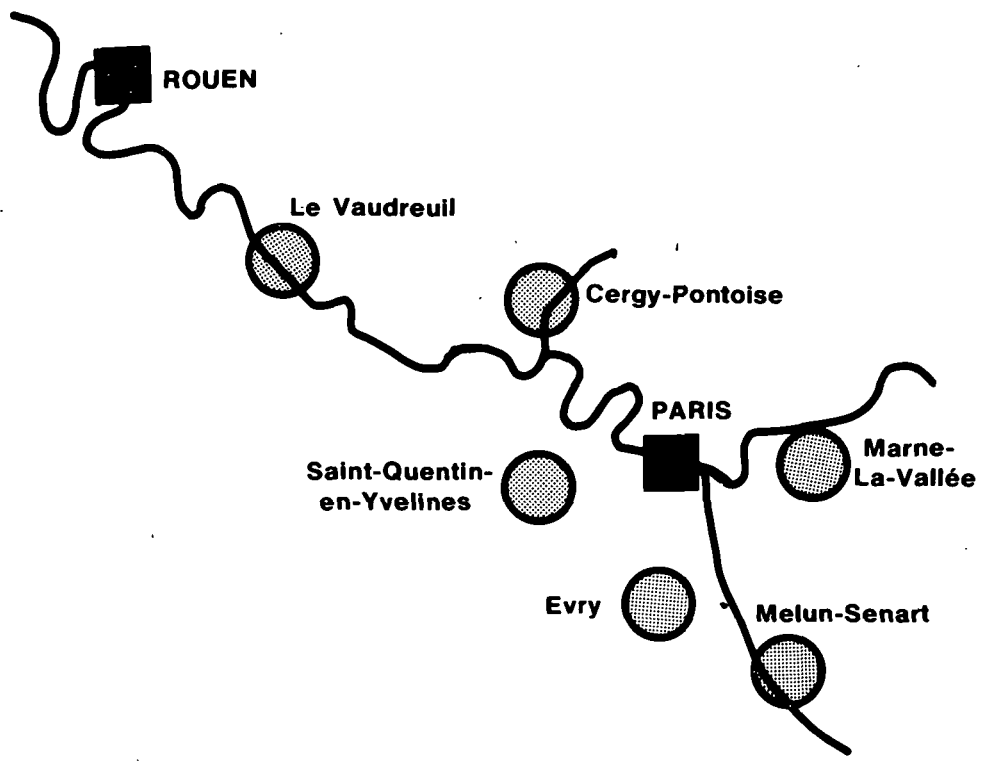 ROUEN
Le Vaudreuil
Cergy-Pontoise
PARIS
Marne-
La-Vallée
Saint-Quentin-
en-Yvelines
Evry
Melun-Senart